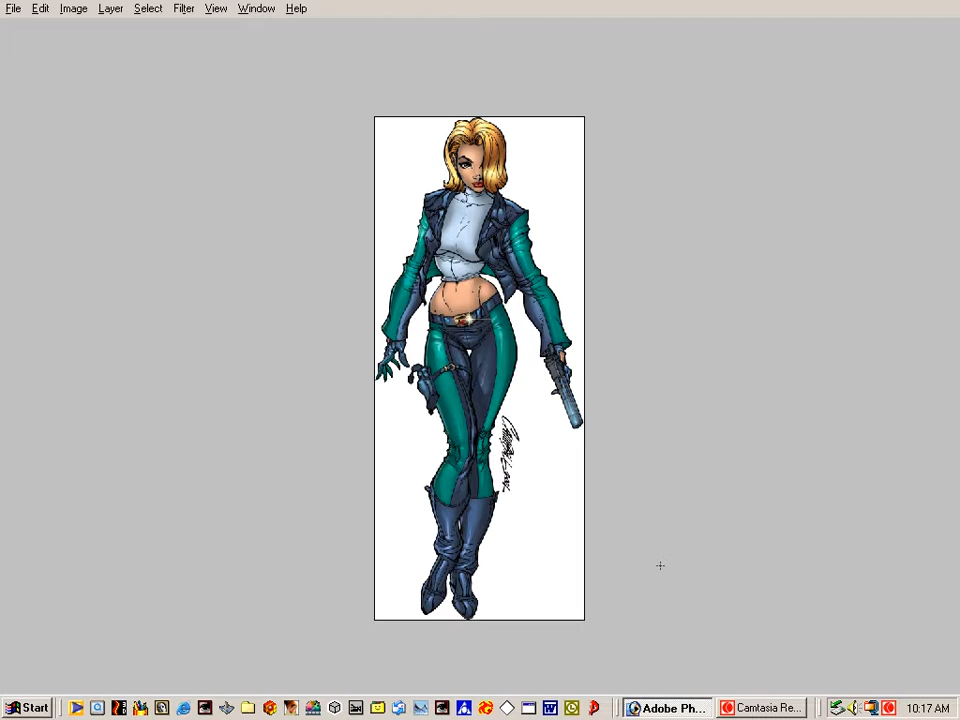 File Edit Image Layer Select Filter View Window Help
Start Adobe Ph... Camtasia Re... 10:17 AM